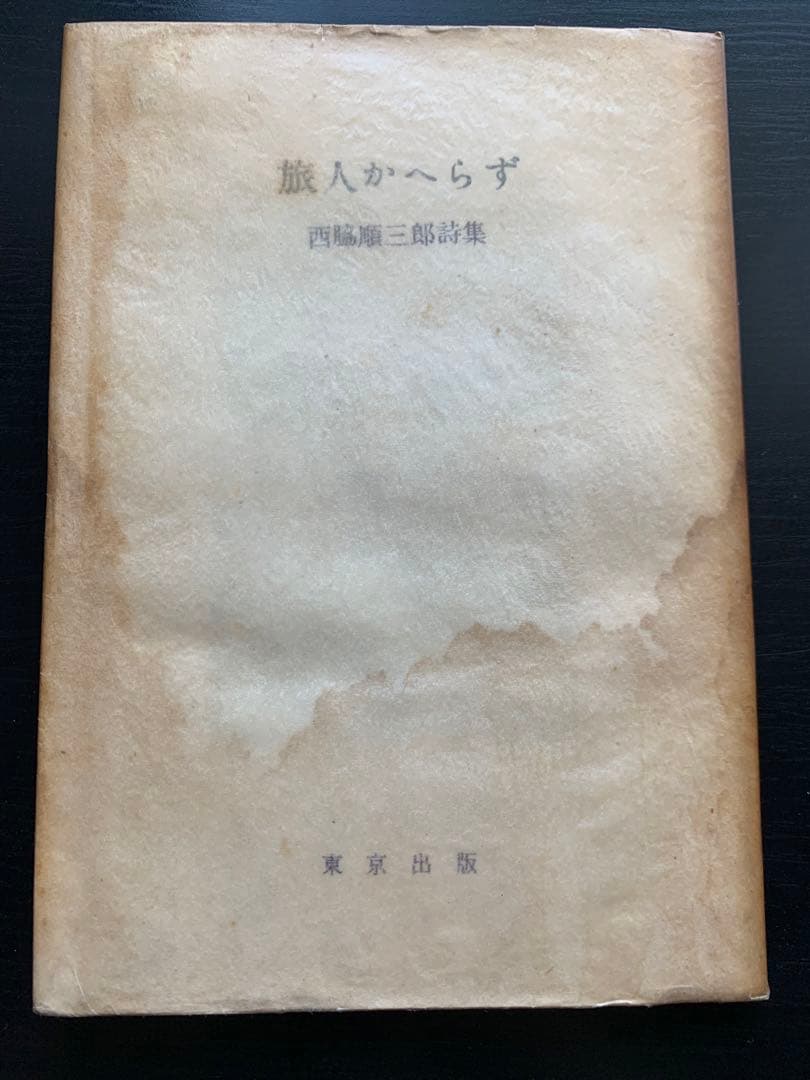 旅人かへらず
西脇順三郎詩集
東京出版